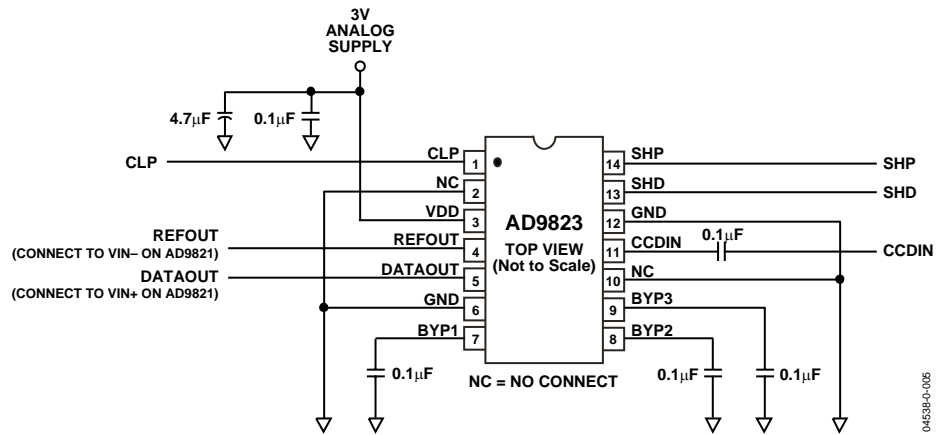 3V
ANALOG
SUPPLY
4.7μF
0.1μF
CLP
CLP
1
14
SHP
SHP
NC
2
13
SHD
SHD
VDD
3
AD9823
12
GND
REFOUT
(CONNECT TO VIN– ON AD9821)
REFOUT
4
TOP VIEW
(Not to Scale)
11
CCDIN
0.1μF
CCDIN
DATAOUT
(CONNECT TO VIN+ ON AD9821)
DATAOUT
5
10
NC
GND
6
9
BYP3
BYP1
7
8
BYP2
0.1μF
NC = NO CONNECT
0.1μF
0.1μF
04538-0-005